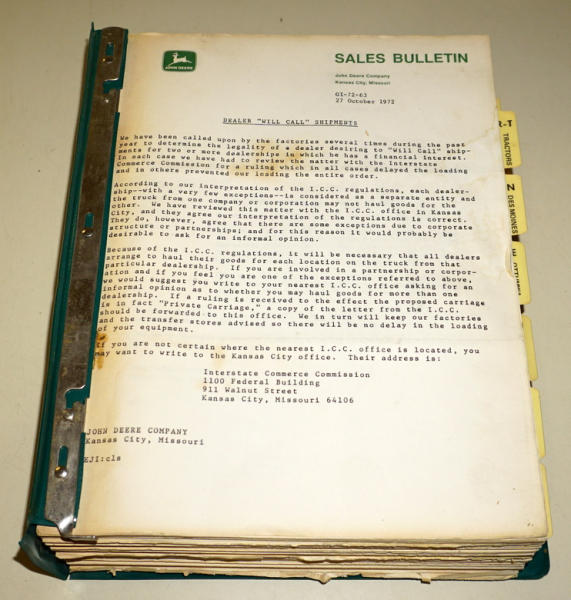 JOHN DEERE
SALES BULLETIN
John Deere Company
Kansas City, Missouri
GI-72-63
27 October 1972
DEALER "WILL CALL" SHIPMENTS
We have been called upon by the factories several times during the past
year to determine the legality of a dealer desiring to "Will Call" ship-
ments for two or more dealerships in which he has a financial interest.
In each case we have had to review the matter with the Interstate
Commerce Commission for a ruling which in all cases delayed the loading
and in others prevented our loading the entire order.
According to our interpretation of the I.C.C. regulations, each dealer-
ship--with a very few exceptions--is considered as a separate entity and
the truck from one company or corporation may not haul goods for the
other. We have reviewed this matter with the I.C.C. office in Kansas
City, and they agree our interpretation of the regulations is correct.
They do, however, agree that there are some exceptions due to corporate
structure or partnerships; and for this reason it would probably be
desirable to ask for an informal opinion.
Because of the I.C.C. regulations, it will be necessary that all dealers
arrange to haul their goods for each location on the truck from that
particular dealership. If you are involved in a partnership or corpor-
ation and if you feel you are one of the exceptions referred to above,
we would suggest you write to your nearest I.C.C. office asking for an
informal opinion as to whether you may haul goods for more than one
dealership. If a ruling is received to the effect the proposed carriage
is in fact "Private Carriage," a copy of the letter from the I.C.C.
should be forwarded to this office. We in turn will keep our factories
and the transfer stores advised so there will be no delay in the loading
of your equipment.
If you are not certain where the nearest I.C.C. office is located, you
may want to write to the Kansas City office. Their address is:
Interstate Commerce Commission
1100 Federal Building
911 Walnut Street
Kansas City, Missouri 64106
JOHN DEERE COMPANY
Kansas City, Missouri
EJI:cls
R-T
TRACTORS
N
DES MOINES